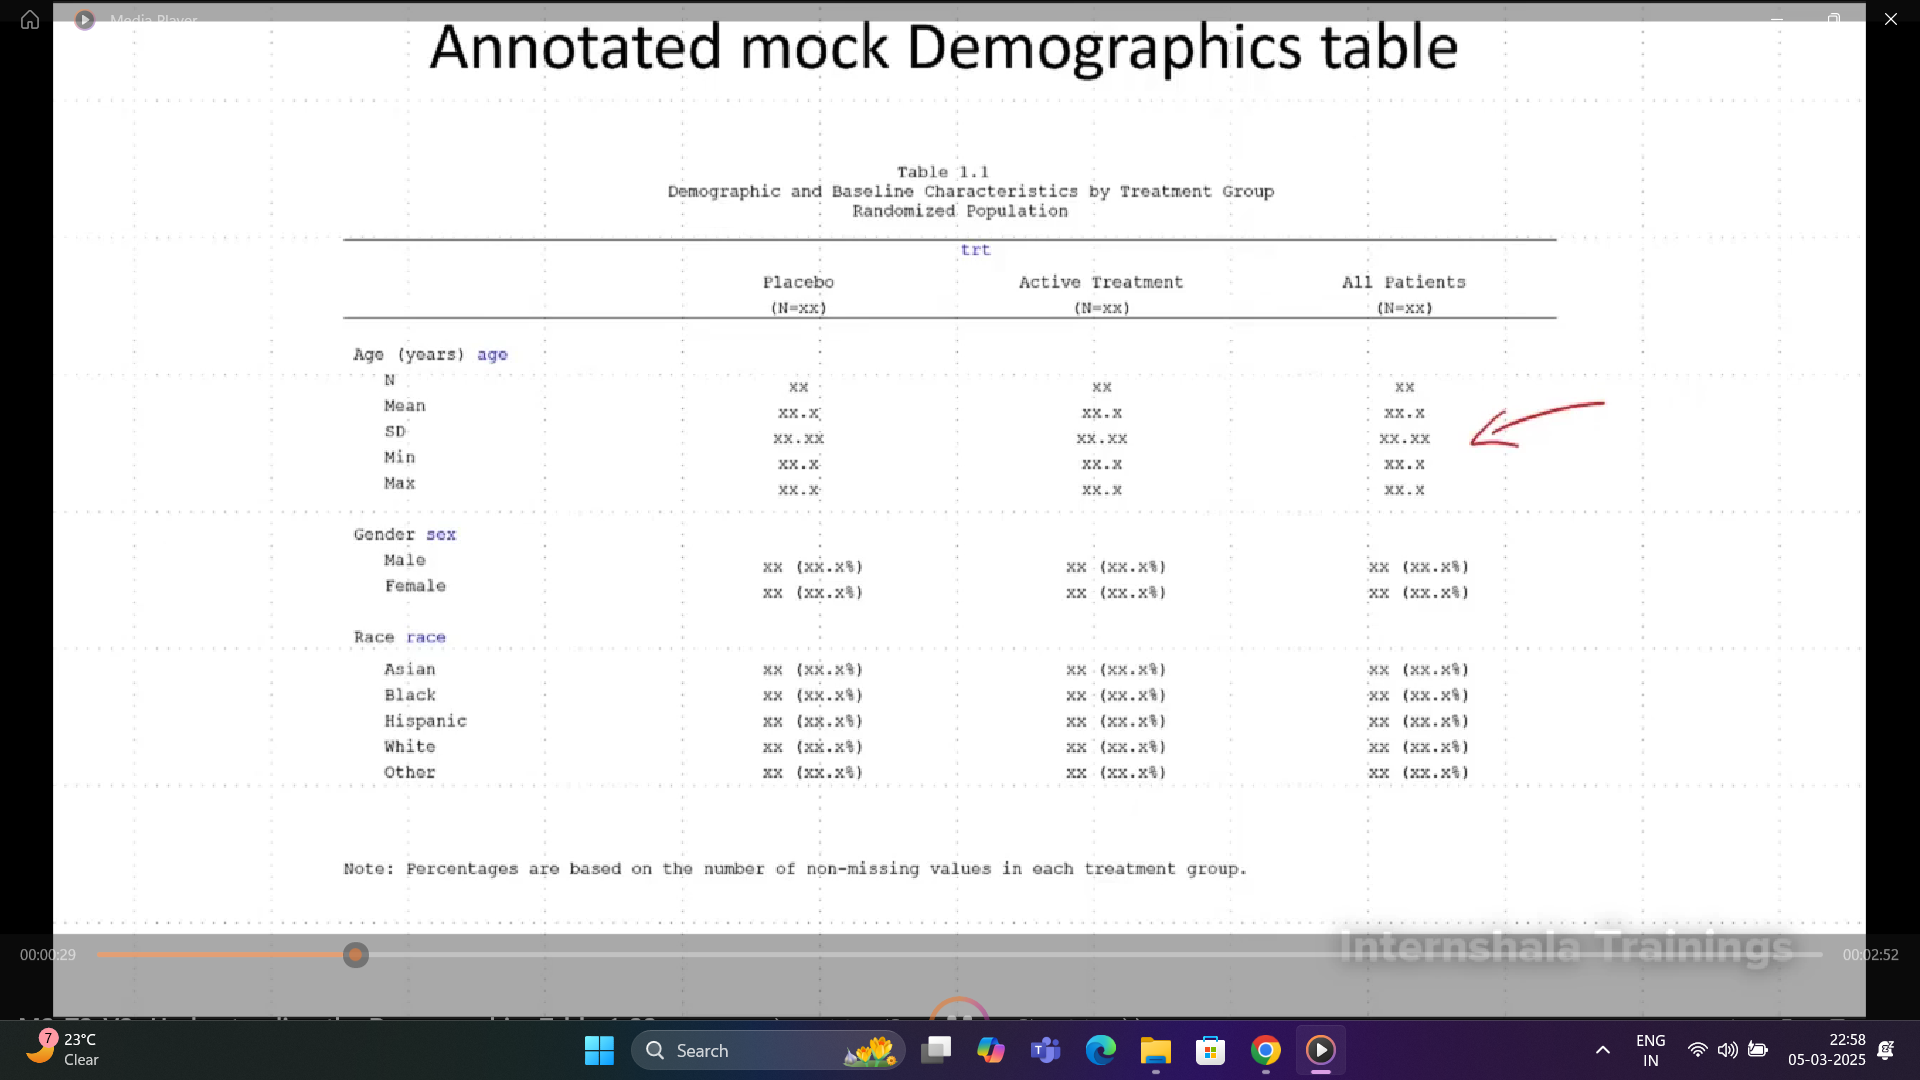 Media Player
Annotated mock Demographics table
Table 1.1
Demographic and Baseline Characteristics by Treatment Group
Randomized Population
trt
Placebo Active Treatment All Patients
(N=xx) (N=xx) (N=xx)
Age (years) age
N xx xx xx
Mean xx.x xx.x xx.x
SD xx.xx xx.xx xx.xx
Min xx.x xx.x xx.x
Max xx.x xx.x xx.x
Gender sex
Male xx (xx.x%) xx (xx.x%) xx (xx.x%)
Female xx (xx.x%) xx (xx.x%) xx (xx.x%)
Race race
Asian xx (xx.x%) xx (xx.x%) xx (xx.x%)
Black xx (xx.x%) xx (xx.x%) xx (xx.x%)
Hispanic xx (xx.x%) xx (xx.x%) xx (xx.x%)
White xx (xx.x%) xx (xx.x%) xx (xx.x%)
Other xx (xx.x%) xx (xx.x%) xx (xx.x%)
Note: Percentages are based on the number of non-missing values in each treatment group.
Internshala Trainings
00:00:29 00:02:52
7 23°C
Clear
Search
ENG
IN
22:58
05-03-2025